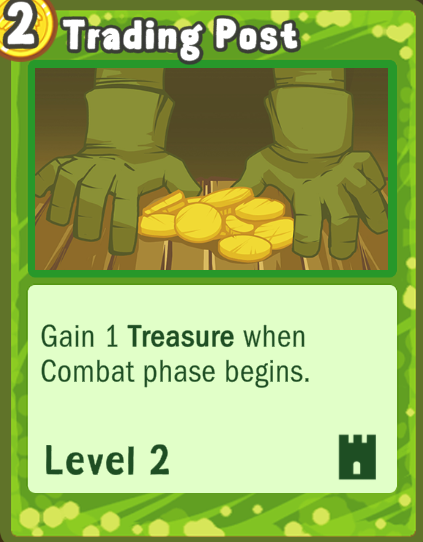 2
Trading Post
Gain 1 Treasure when
Combat phase begins.
Level 2